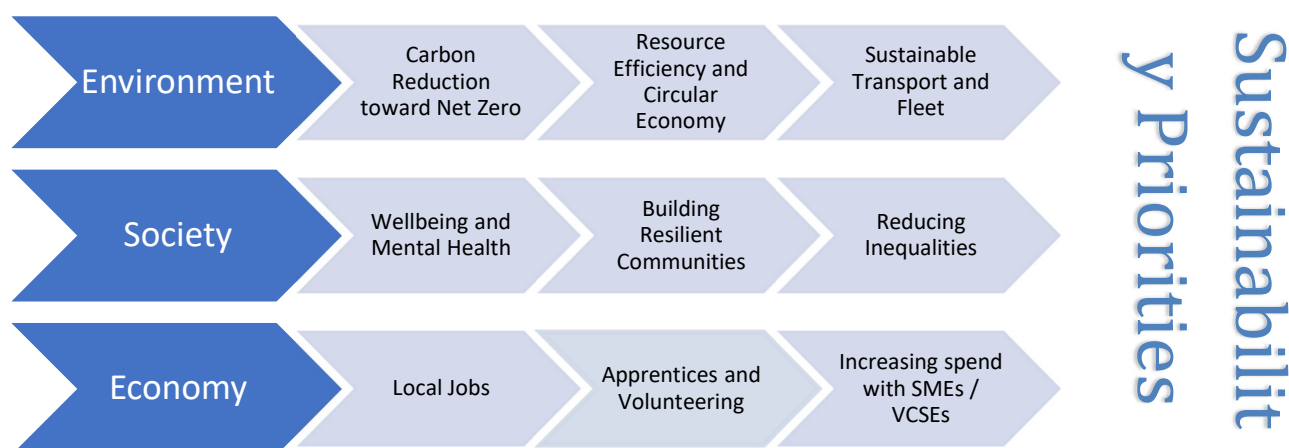 Environment
Carbon
Reduction
toward Net Zero
Resource
Efficiency and
Circular
Economy
Sustainable
Transport and
Fleet
Society
Wellbeing and
Mental Health
Building
Resilient
Communities
Reducing
Inequalities
Economy
Local Jobs
Apprentices and
Volunteering
Increasing spend
with SMEs /
VCSEs
Sustainabilit
y Priorities